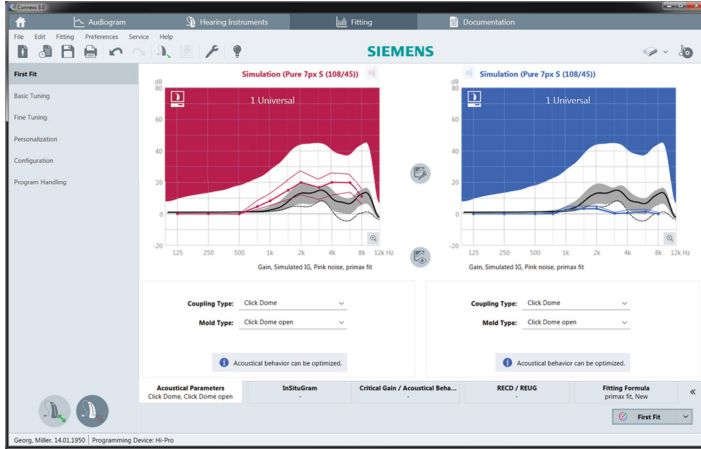 Connexx 8.0
Audiogram
Hearing Instruments
Fitting
Documentation
File Edit Fitting Preferences Service Help
SIEMENS
First Fit
Basic Tuning
Fine Tuning
Personalization
Configuration
Program Handling
Simulation (Pure 7px S (108/45))
dB
80
60
40
20
0
-20
1 Universal
125 250 500 1k 2k 4k 8k 12k Hz
Gain, Simulated IG, Pink noise, primax fit
Simulation (Pure 7px S (108/45))
dB
80
60
40
20
0
-20
1 Universal
125 250 500 1k 2k 4k 8k 12k Hz
Gain, Simulated IG, Pink noise, primax fit
Coupling Type: Click Dome
Mold Type: Click Dome open
Acoustical behavior can be optimized.
Coupling Type: Click Dome
Mold Type: Click Dome open
Acoustical behavior can be optimized.
Acoustical Parameters
Click Dome, Click Dome open
InSituGram
-
Critical Gain / Acoustical Beha...
-
RECD / REUG
-
Fitting Formula
primax fit, New
«
First Fit
Georg, Miller, 14.01.1950 Programming Device: Hi-Pro